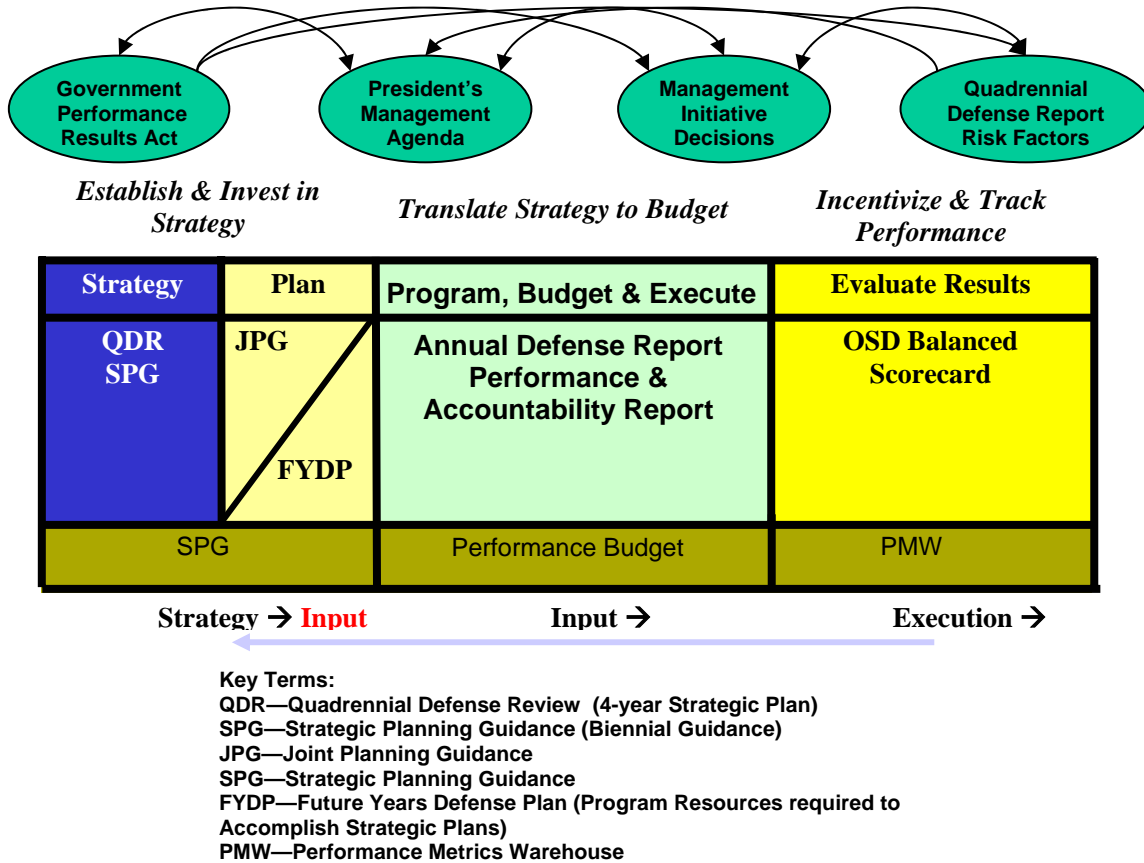 Government
Performance
Results Act
President's
Management
Agenda
Management
Initiative
Decisions
Quadrennial
Defense Report
Risk Factors
Establish & Invest in
Strategy
Translate Strategy to Budget
Incentivize & Track
Performance
Strategy
Plan
Program, Budget & Execute
Evaluate Results
QDR
SPG
JPG
FYDP
Annual Defense Report
Performance &
Accountability Report
OSD Balanced
Scorecard
SPG
Performance Budget
PMW
Strategy → Input
Input →
Execution →
Key Terms:
QDR—Quadrennial Defense Review (4-year Strategic Plan)
SPG—Strategic Planning Guidance (Biennial Guidance)
JPG—Joint Planning Guidance
SPG—Strategic Planning Guidance
FYDP—Future Years Defense Plan (Program Resources required to
Accomplish Strategic Plans)
PMW—Performance Metrics Warehouse